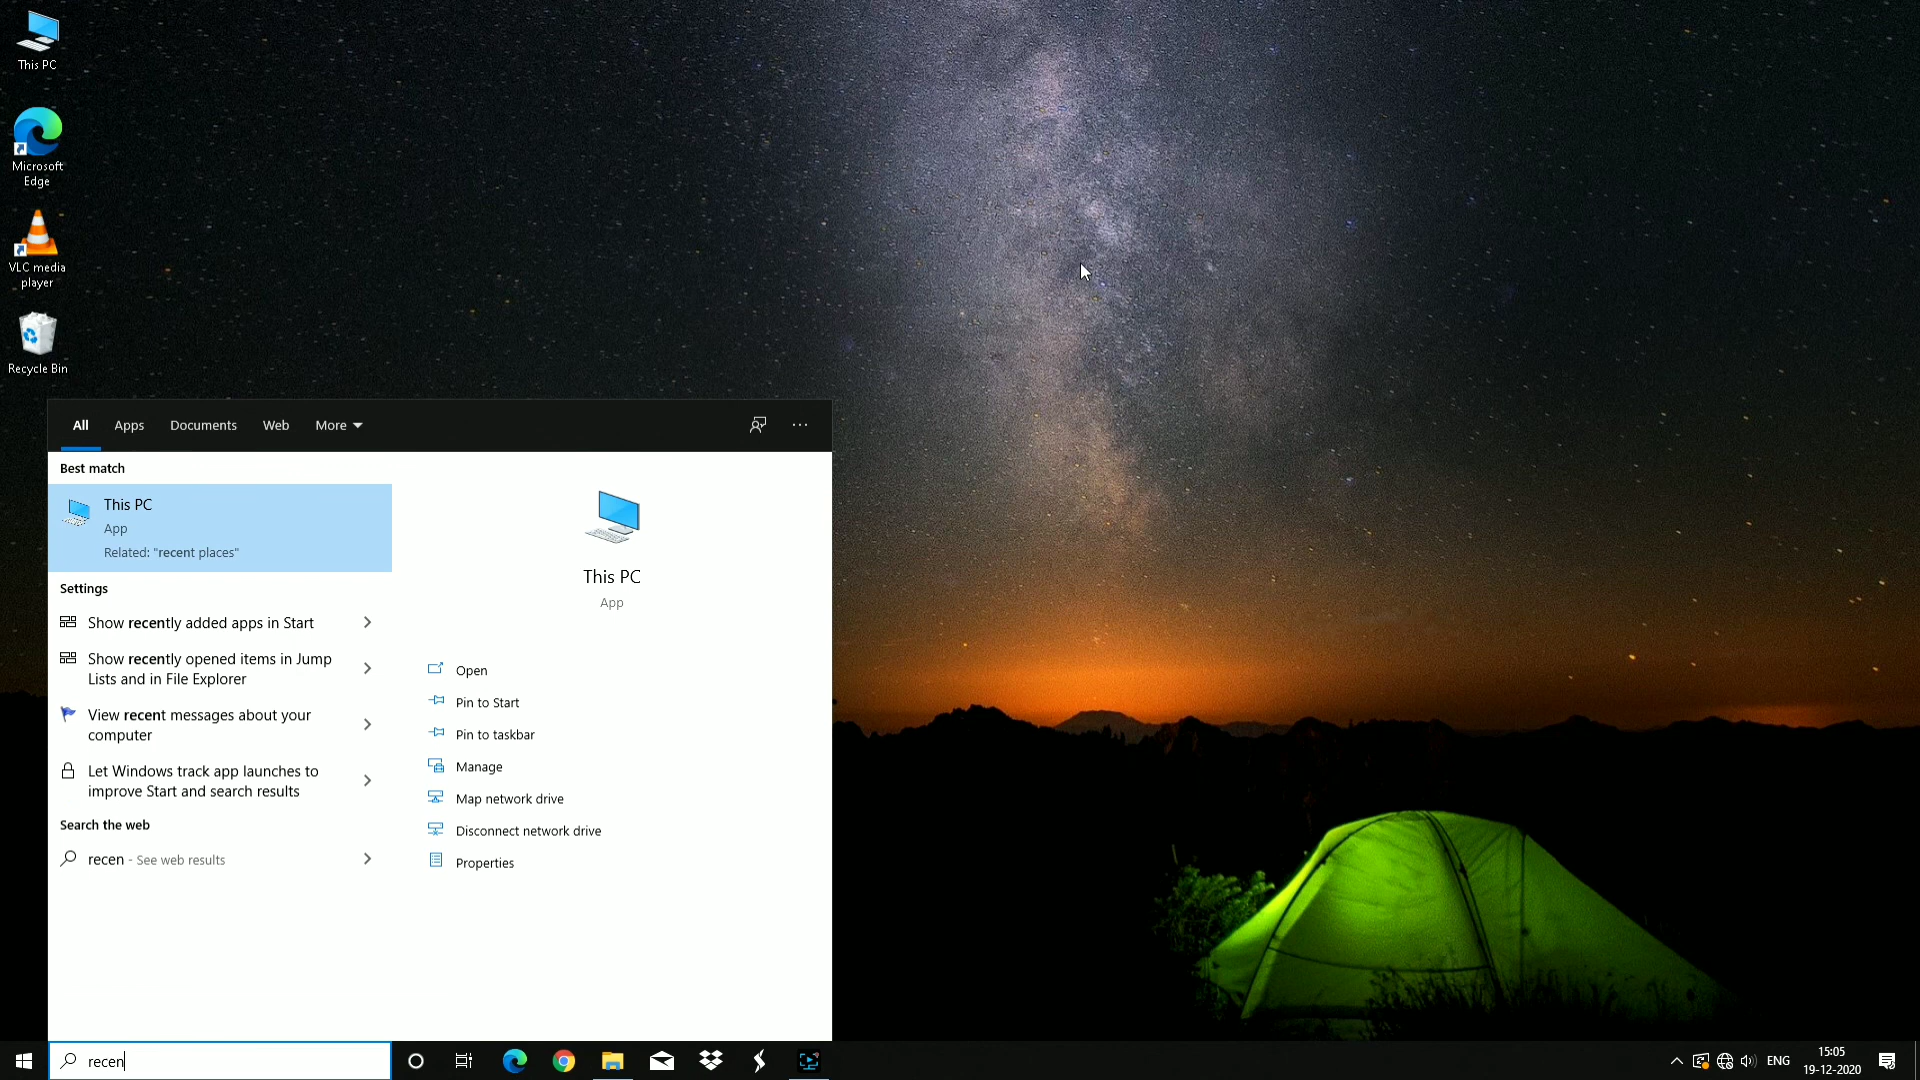 This PC
Microsoft
Edge
VLC media
player
Recycle Bin
All Apps Documents Web More
Best match
This PC
App
Related: "recent places"
Settings
Show recently added apps in Start
Show recently opened items in Jump
Lists and in File Explorer
View recent messages about your
computer
Let Windows track app launches to
improve Start and search results
Search the web
recen - See web results
This PC
App
Open
Pin to Start
Pin to taskbar
Manage
Map network drive
Disconnect network drive
Properties
recen
ENG
15:05
19-12-2020